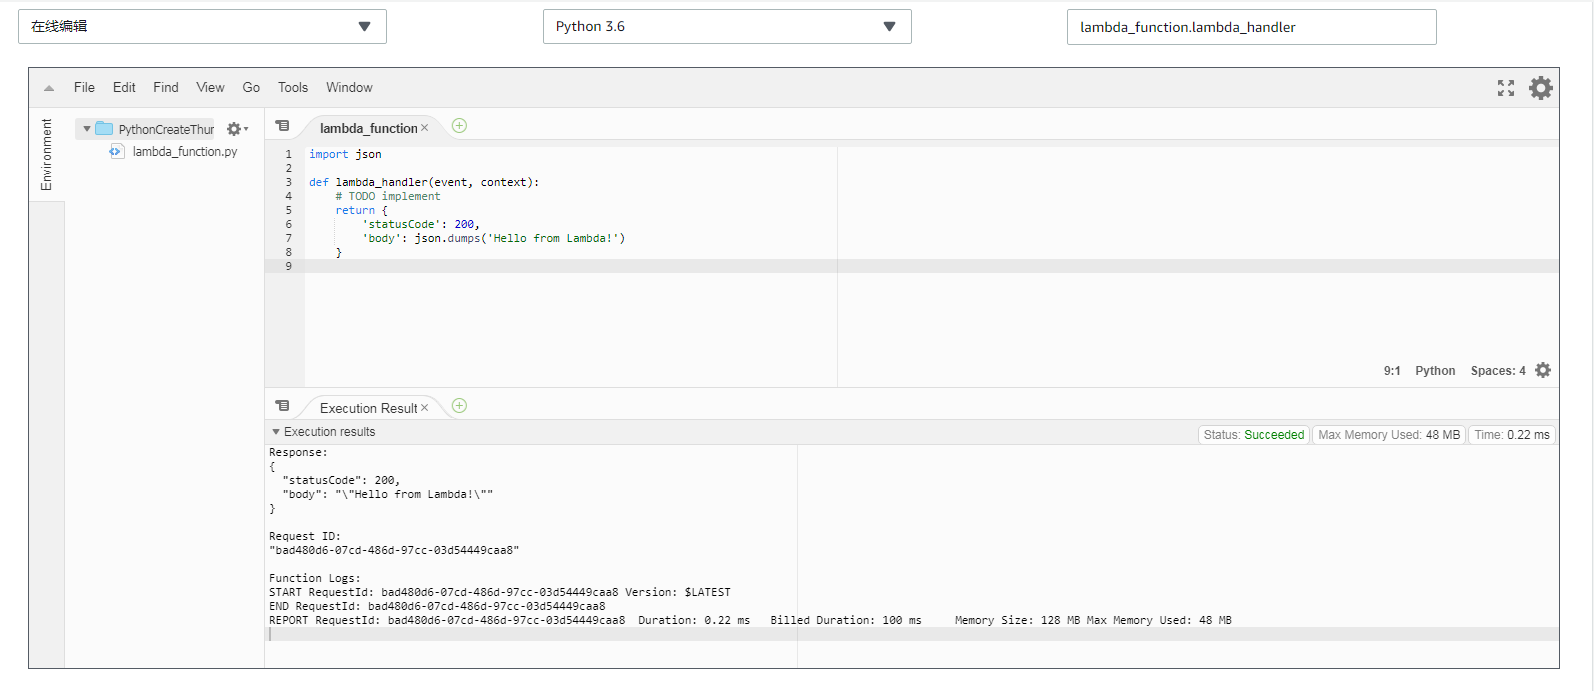 在线编辑
Python 3.6
lambda_function.lambda_handler
File Edit Find View Go Tools Window
Environment
PythonCreateThur
lambda_function.py
lambda_function
1 import json
2
3 def lambda_handler(event, context):
4     # TODO implement
5     return {
6         'statusCode': 200,
7         'body': json.dumps('Hello from Lambda!')
8     }
9
9:1 Python Spaces: 4
Execution Result
Execution results
Status: Succeeded Max Memory Used: 48 MB Time: 0.22 ms
Response:
{
  "statusCode": 200,
  "body": "\"Hello from Lambda!\""
}
Request ID:
"bad480d6-07cd-486d-97cc-03d54449caa8"
Function Logs:
START RequestId: bad480d6-07cd-486d-97cc-03d54449caa8 Version: $LATEST
END RequestId: bad480d6-07cd-486d-97cc-03d54449caa8
REPORT RequestId: bad480d6-07cd-486d-97cc-03d54449caa8 Duration: 0.22 ms Billed Duration: 100 ms Memory Size: 128 MB Max Memory Used: 48 MB